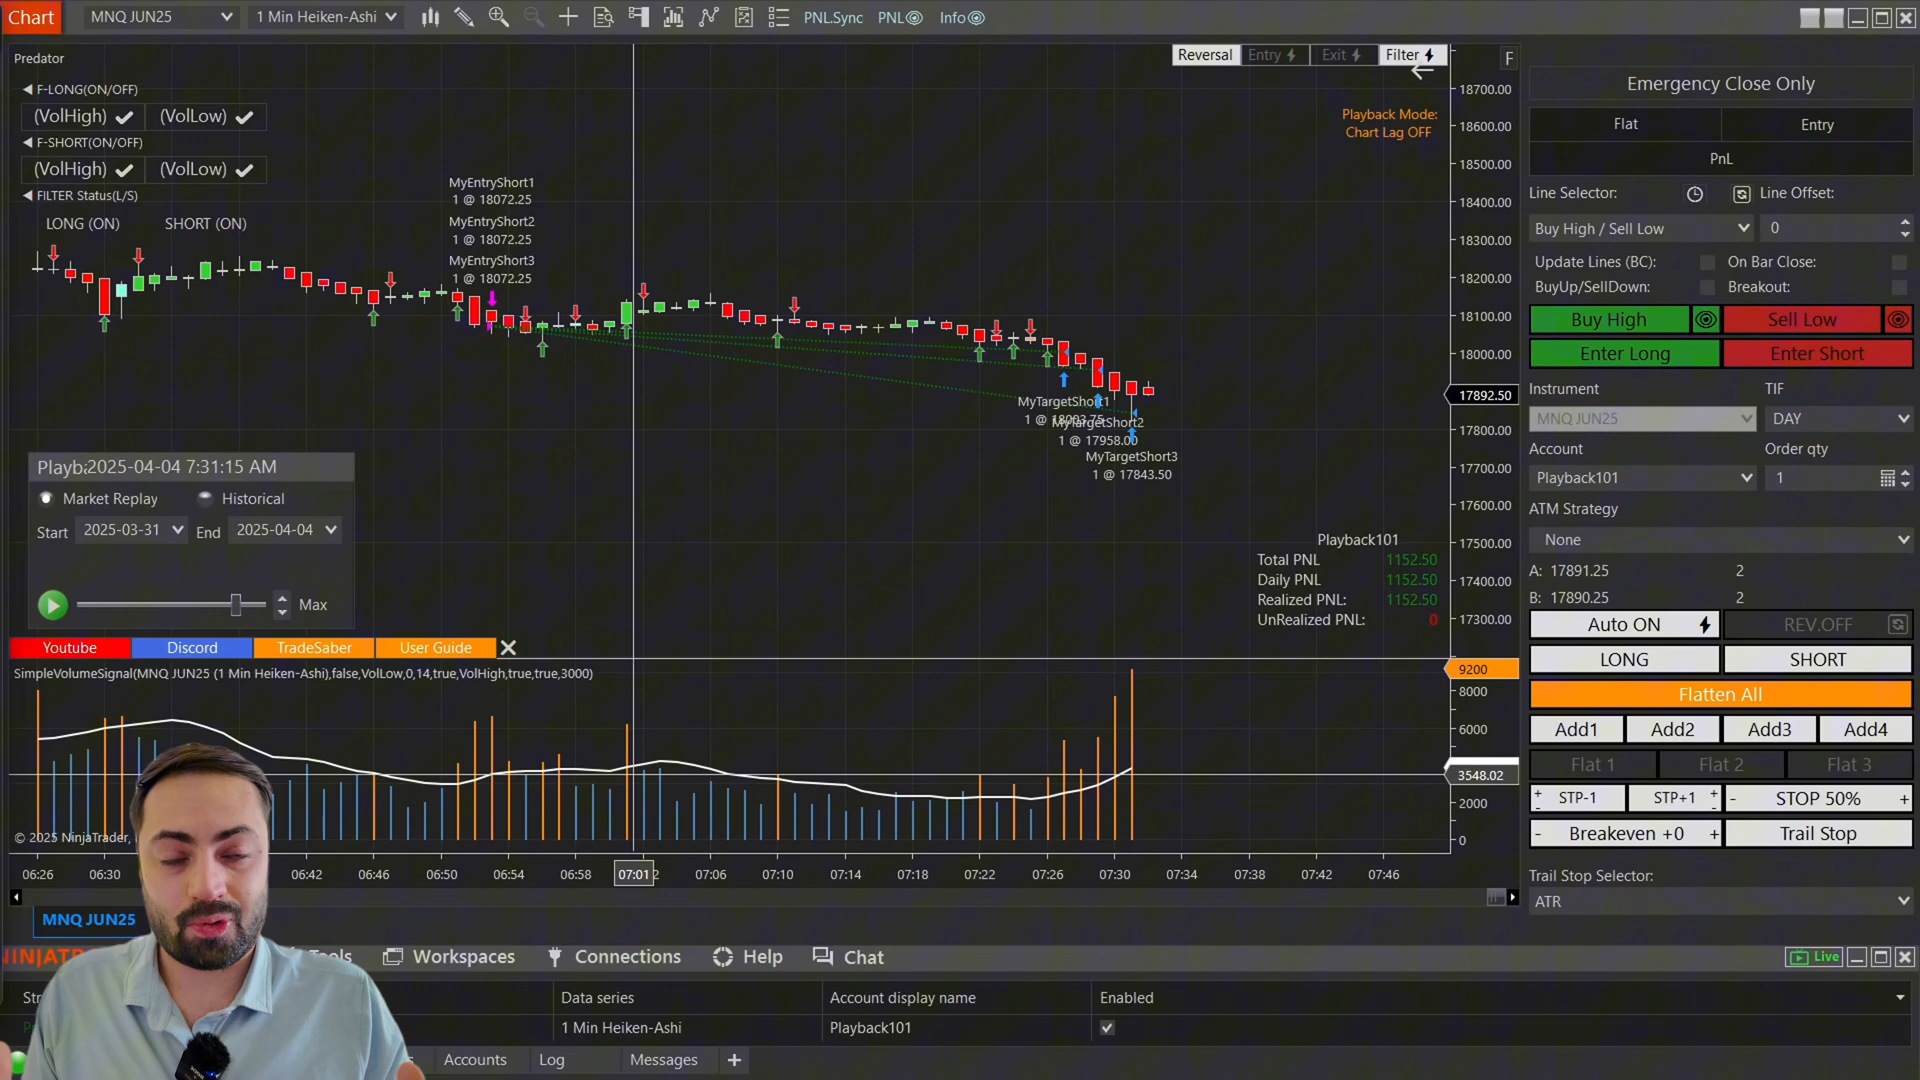 Chart
MNQ JUN25
1 Min Heiken-Ashi
PNL.Sync
PNL
Info
Predator
F-LONG(ON/OFF)
(VolHigh)
(VolLow)
F-SHORT(ON/OFF)
(VolHigh)
(VolLow)
FILTER Status(L/S)
LONG (ON)
SHORT (ON)
Reversal
Entry
Exit
Filter
F
Playback Mode:
Chart Lag OFF
MyEntryShort1
1 @ 18072.25
MyEntryShort2
1 @ 18072.25
MyEntryShort3
1 @ 18072.25
MyTargetShort1
1 @ 18003.75
MyTargetShort2
1 @ 17958.00
MyTargetShort3
1 @ 17843.50
18700.00
18600.00
18500.00
18400.00
18300.00
18200.00
18100.00
18000.00
17892.50
17800.00
17700.00
17600.00
17500.00
17400.00
17300.00
2025-04-04 7:31:15 AM
Market Replay
Historical
Start
2025-03-31
End
2025-04-04
Max
Playback101
Total PNL 1152.50
Daily PNL 1152.50
Realized PNL: 1152.50
UnRealized PNL: 0
Youtube
Discord
TradeSaber
User Guide
SimpleVolumeSignal(MNQ JUN25 (1 Min Heiken-Ashi),false,VolLow,0,14,true,VolHigh,true,true,3000)
9200
8000
6000
3548.02
2000
0
© 2025 NinjaTrader,
06:26
06:30
06:42
06:46
06:50
06:54
06:58
07:01
07:06
07:10
07:14
07:18
07:22
07:26
07:30
07:34
07:38
07:42
07:46
MNQ JUN25
Emergency Close Only
Flat
Entry
PnL
Line Selector:
Line Offset:
Buy High / Sell Low
0
Update Lines (BC):
On Bar Close:
BuyUp/SellDown:
Breakout:
Buy High
Sell Low
Enter Long
Enter Short
Instrument
TIF
MNQ JUN25
DAY
Account
Order qty
Playback101
1
ATM Strategy
None
A: 17891.25 2
B: 17890.25 2
Auto ON
REV.OFF
LONG
SHORT
Flatten All
Add1
Add2
Add3
Add4
Flat 1
Flat 2
Flat 3
STP-1
STP+1
- STOP 50% +
- Breakeven +0 +
Trail Stop
Trail Stop Selector:
ATR
Tools
Workspaces
Connections
Help
Chat
Live
Data series
Account display name
Enabled
1 Min Heiken-Ashi
Playback101
Accounts
Log
Messages
+